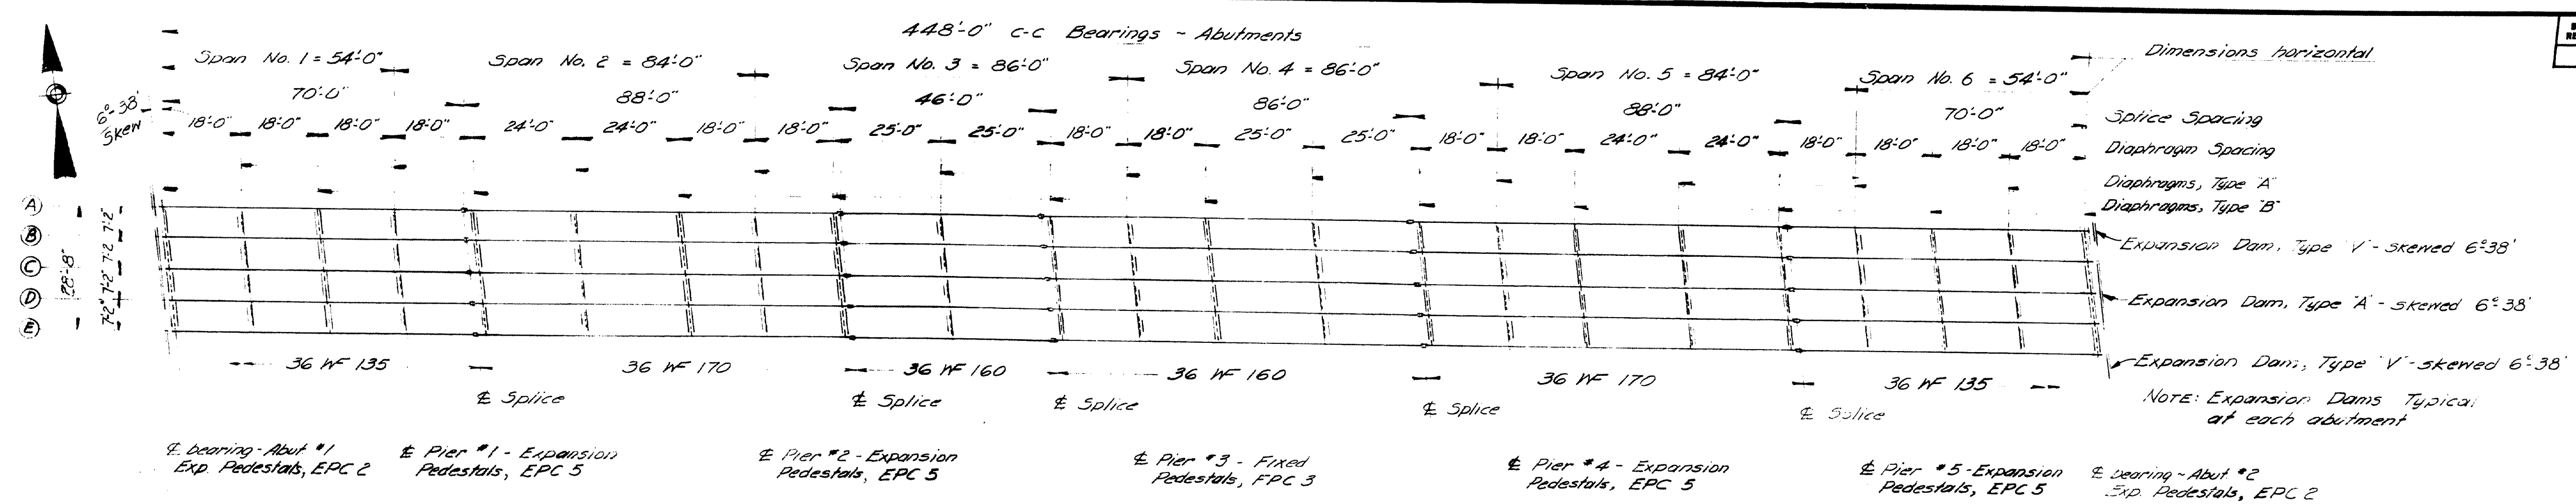 448'-0" c-c Bearings ~ Abutments
Span No. 1 = 54'-0"
Span No. 2 = 84'-0"
Span No. 3 = 86'-0"
Span No. 4 = 86'-0"
Span No. 5 = 84'-0"
Span No. 6 = 54'-0"
Dimensions horizontal
70'-0"
88'-0"
46'-0"
86'-0"
88'-0"
70'-0"
Splice Spacing
6°-38'
Skew
18'-0" 18'-0" 18'-0" 18'-0" 24'-0" 24'-0" 18'-0" 18'-0" 25'-0" 25'-0" 18'-0" 18'-0" 25'-0" 25'-0" 18'-0" 18'-0" 24'-0" 24'-0" 18'-0" 18'-0" 18'-0" 18'-0"
Diaphragm Spacing
Diaphragms, Type "A"
Diaphragms, Type "B"
A
B
C
D
E
28'-8"
7'-2" 7'-2" 7'-2 7'-2"
Expansion Dam, Type "V" - skewed 6°-38'
Expansion Dam, Type "A" - skewed 6°-38'
Expansion Dam, Type "V" - skewed 6°-38'
NOTE: Expansion Dams Typical
at each abutment
36 WF 135
36 WF 170
36 WF 160
36 WF 160
36 WF 170
36 WF 135
℄ Splice
℄ Splice
℄ Splice
℄ Splice
℄ Splice
℄ bearing - Abut #1
Exp. Pedestals, EPC 2
℄ Pier #1 - Expansion
Pedestals, EPC 5
℄ Pier #2 - Expansion
Pedestals, EPC 5
℄ Pier #3 - Fixed
Pedestals, FPC 3
℄ Pier #4 - Expansion
Pedestals, EPC 5
℄ Pier #5 - Expansion
Pedestals, EPC 5
℄ bearing ~ Abut #2
Exp. Pedestals, EPC 2